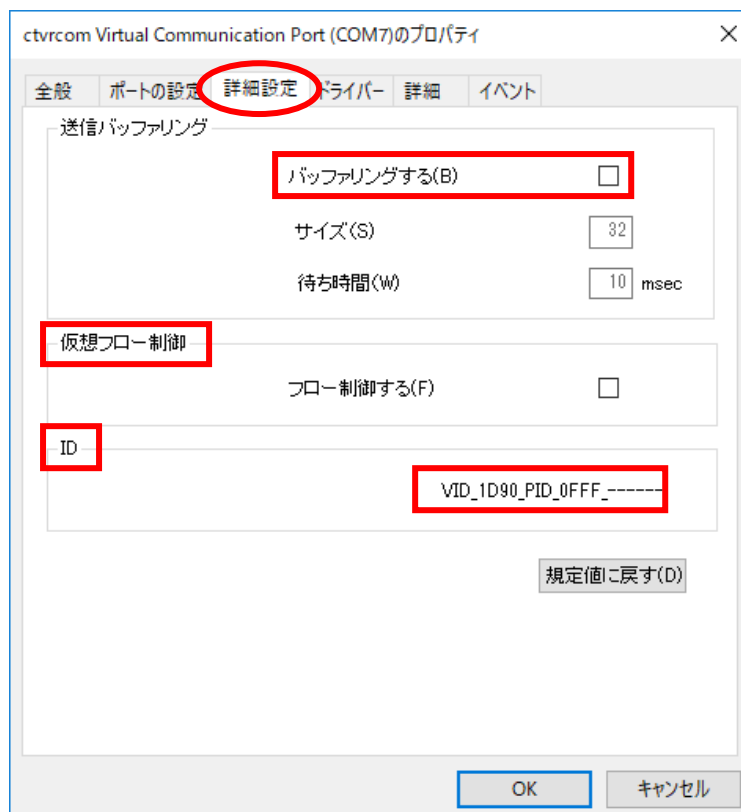 ctvrcom Virtual Communication Port (COM7)のプロパティ
全般 ポートの設定 詳細設定 ドライバー 詳細 イベント
送信バッファリング
バッファリングする(B)
サイズ(S) 32
待ち時間(W) 10 msec
仮想フロー制御
フロー制御する(F)
ID
VID_1D90_PID_0FFF_------
規定値に戻す(D)
OK キャンセル